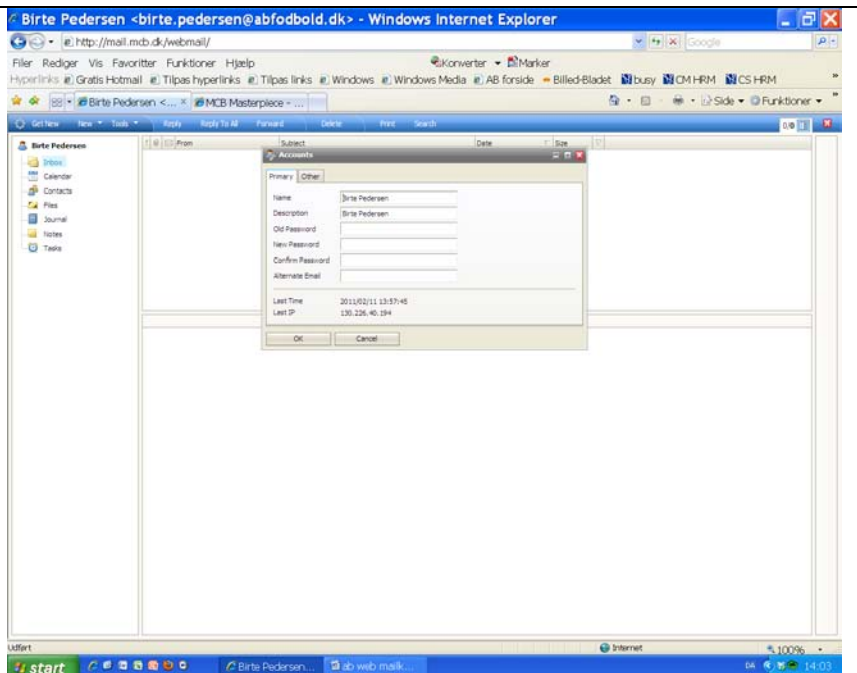 Birte Pedersen <birte.pedersen@abfodbold.dk> - Windows Internet Explorer
http://mail.mcb.dk/webmail/
Google
Filer Rediger Vis Favoritter Funktioner Hjælp
Konverter Marker
Hyperlinks Gratis Hotmail Tilpas hyperlinks Tilpas links Windows Windows Media AB forside Billed-Bladet busy CM HRM CS HRM
Birte Pedersen <... MCB Masterpiece - ...
Side Funktioner
Get New New Tools Reply Reply To All Forward Delete Print Search
Birte Pedersen
Inbox
Calendar
Contacts
Files
Journal
Notes
Tasks
From Subject Date Size
Accounts
Primary Other
Name Birte Pedersen
Description Birte Pedersen
Old Password
New Password
Confirm Password
Alternate Email
Last Time 2011/02/11 13:57:45
Last IP 130.226.40.194
OK Cancel
Udført Internet 100%
start Birte Pedersen... ab web mailk... DA 14:03